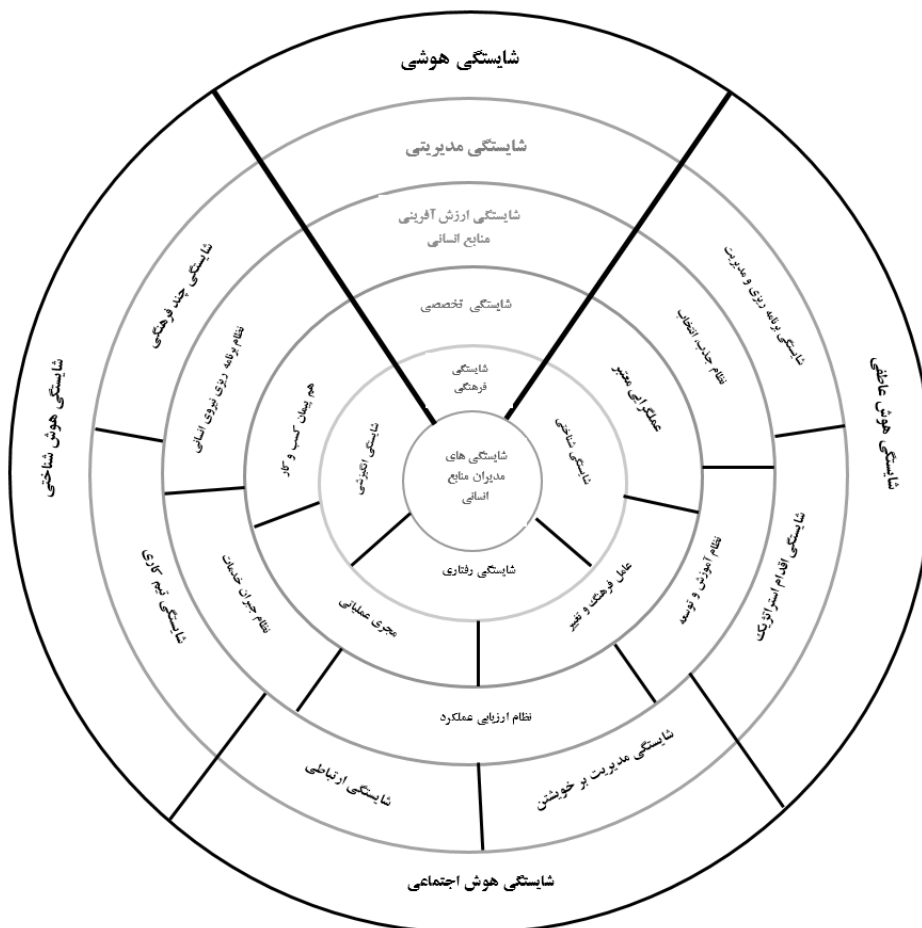 شایستگی هوشی
شایستگی مدیریتی
شایستگی ارزش آفرینی
منابع انسانی
شایستگی تخصصی
شایستگی
فرهنگی
شایستگی های
مدیران منابع
انسانی
شایستگی شناختی
شایستگی رفتاری
شایستگی انگیزشی
عملگرایی معتبر
عامل فرهنگ و تغییر
مجری عملیاتی
هم پیمان کسب و کار
نظام جذب، انتخاب
نظام آموزش و توسعه
نظام ارزیابی عملکرد
نظام جبران خدمات
نظام برنامه ریزی نیروی انسانی
شایستگی برنامه ریزی و مدیریت
شایستگی اقدام استراتژیک
شایستگی مدیریت بر خویشتن
شایستگی ارتباطی
شایستگی تیم کاری
شایستگی چند فرهنگی
شایستگی هوش عاطفی
شایستگی هوش اجتماعی
شایستگی هوش شناختی